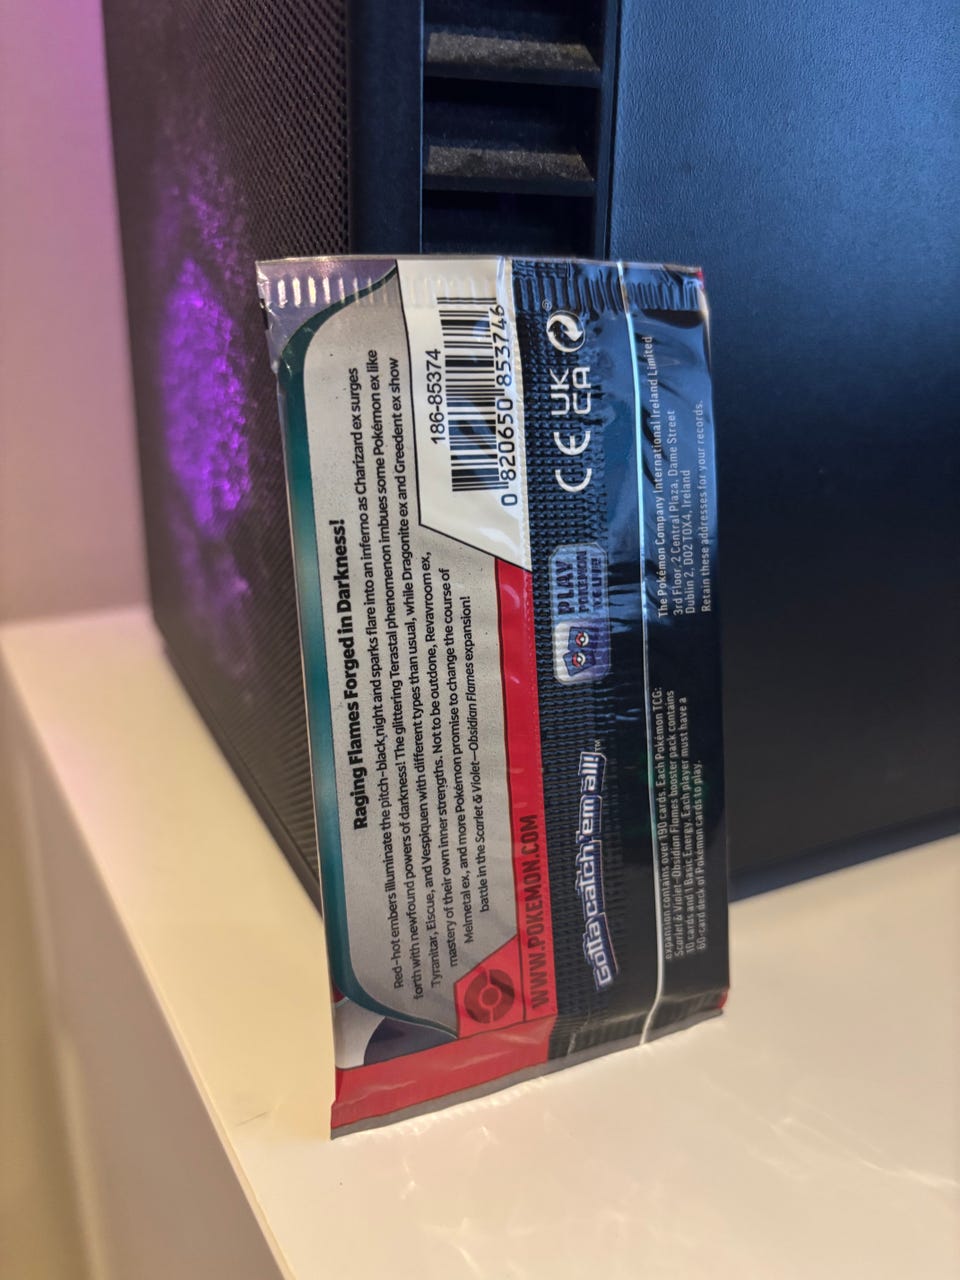 Raging Flames Forged in Darkness!
Red-hot embers illuminate the pitch-black night and sparks flare into an inferno as Charizard ex surges
forth with newfound powers of darkness! The glittering Terastal phenomenon imbues some Pokémon ex like
Tyranitar, Eiscue, and Vespiquen with different types than usual, while Dragonite ex and Greedent ex show
mastery of their own inner strengths. Not to be outdone, Revavroom ex,
Melmetal ex, and more Pokémon promise to change the course of
battle in the Scarlet & Violet—Obsidian Flames expansion!
186-85374
0 820650 853746
WWW.POKEMON.COM
PLAY
POKÉMON
Gotta catch 'em all!™
CE UK
CA
®
expansion contains over 190 cards. Each Pokémon TCG:
Scarlet & Violet—Obsidian Flames booster pack contains
10 cards and 1 Basic Energy. Each player must have a
60-card deck of Pokémon cards to play.
The Pokémon Company International Ireland Limited
3rd Floor, 2 Central Plaza, Dame Street
Dublin 2, D02 T0X4, Ireland
Retain these addresses for your records.